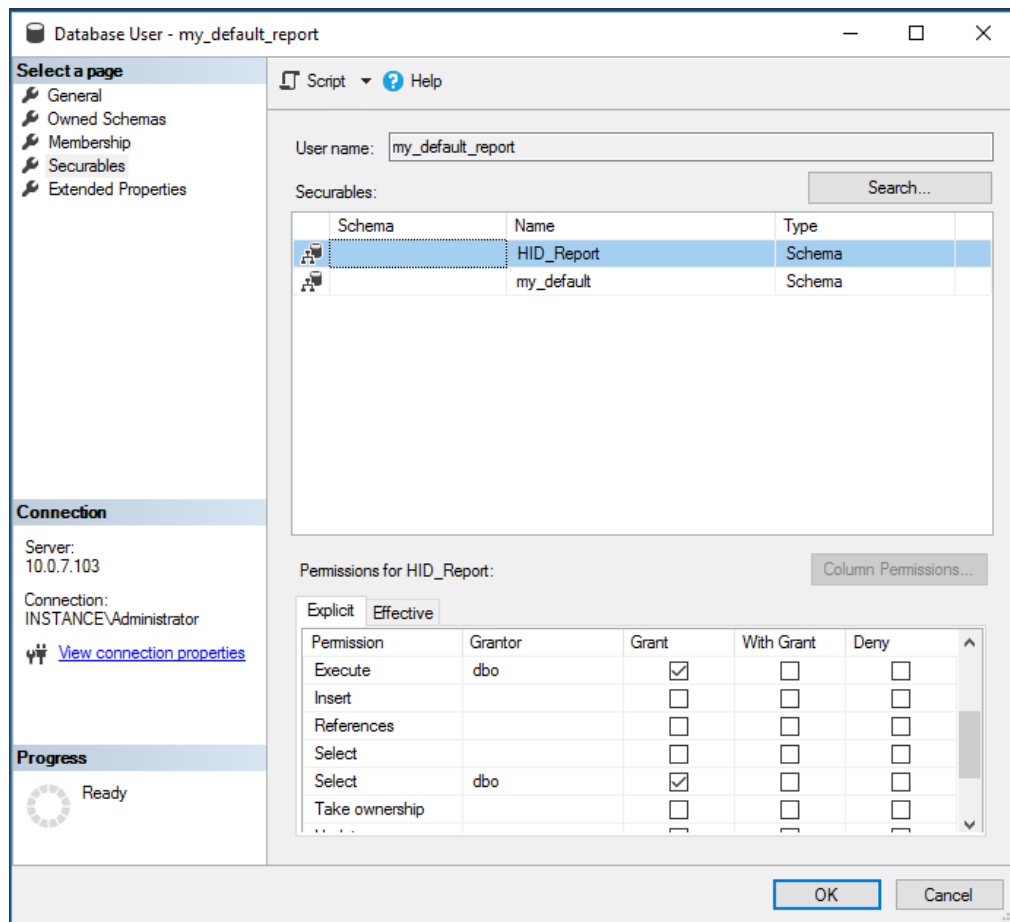 Database User - my_default_report
Select a page
General
Owned Schemas
Membership
Securables
Extended Properties
Script
Help
User name: my_default_report
Securables:
Search...
Schema Name Type
HID_Report Schema
my_default Schema
Connection
Server:
10.0.7.103
Connection:
INSTANCE\Administrator
View connection properties
Progress
Ready
Permissions for HID_Report:
Column Permissions...
Explicit Effective
Permission Grantor Grant With Grant Deny
Execute dbo
Insert
References
Select
Select dbo
Take ownership
OK Cancel